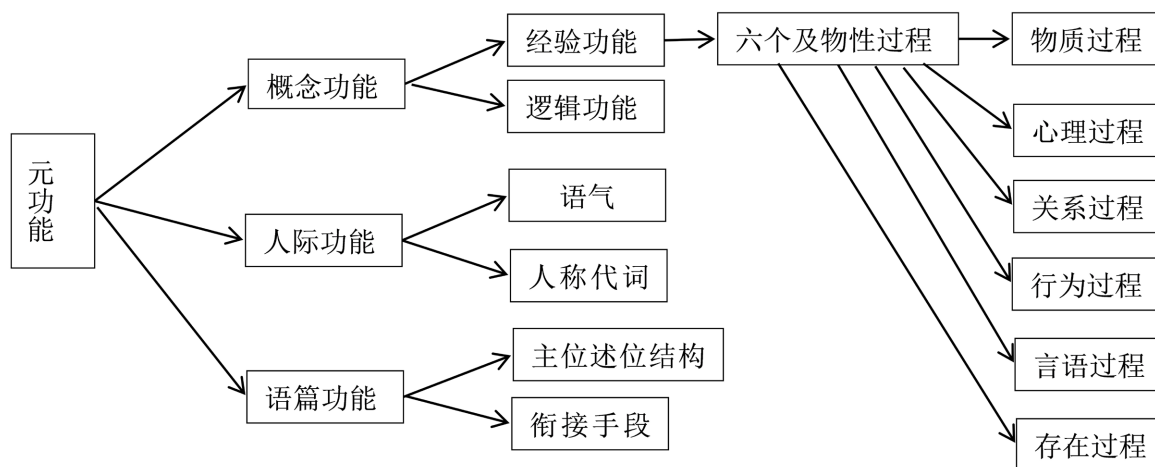 元功能
概念功能
人际功能
语篇功能
经验功能
逻辑功能
语气
人称代词
主位述位结构
衔接手段
六个及物性过程
物质过程
心理过程
关系过程
行为过程
言语过程
存在过程